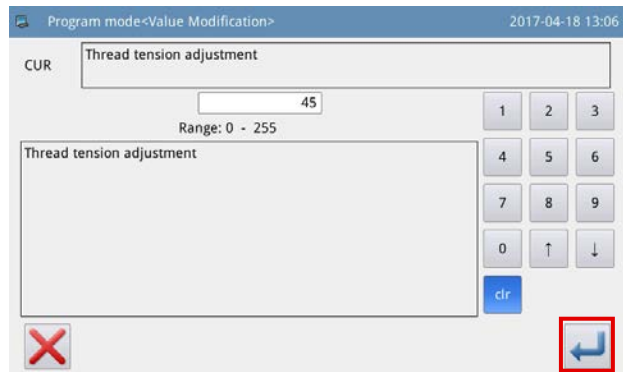 Program mode<Value Modification> 2017-04-18 13:06
CUR Thread tension adjustment
45
Range: 0 - 255
Thread tension adjustment
1 2 3
4 5 6
7 8 9
0 ↑ ↓
clr